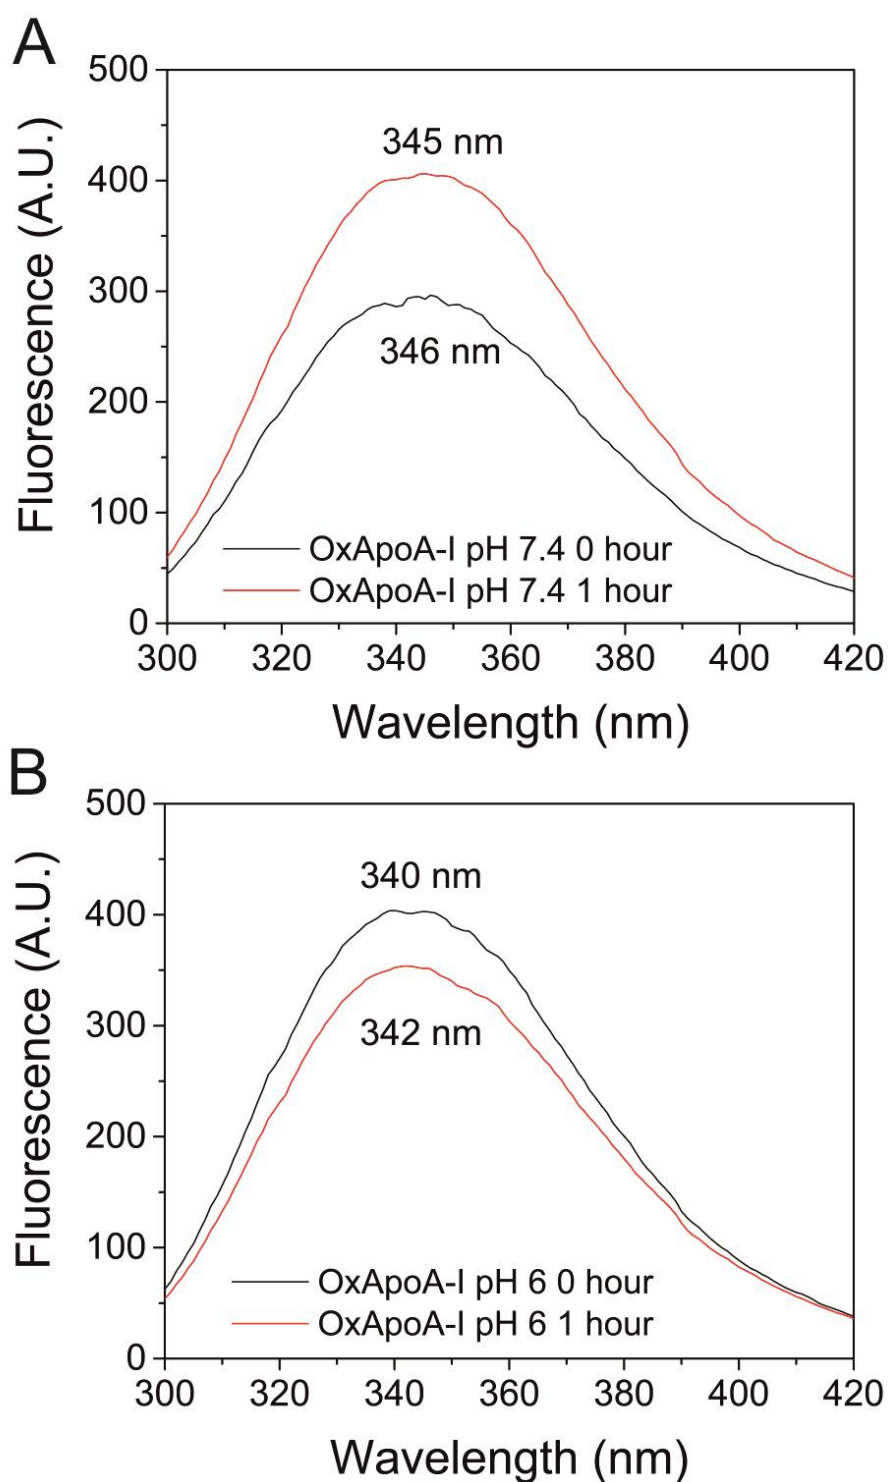 A
500
400
300
200
100
0
Fluorescence (A.U.)
345 nm
346 nm
OxApoA-I pH 7.4 0 hour
OxApoA-I pH 7.4 1 hour
300 320 340 360 380 400 420
Wavelength (nm)
B
500
400
300
200
100
0
Fluorescence (A.U.)
340 nm
342 nm
OxApoA-I pH 6 0 hour
OxApoA-I pH 6 1 hour
300 320 340 360 380 400 420
Wavelength (nm)